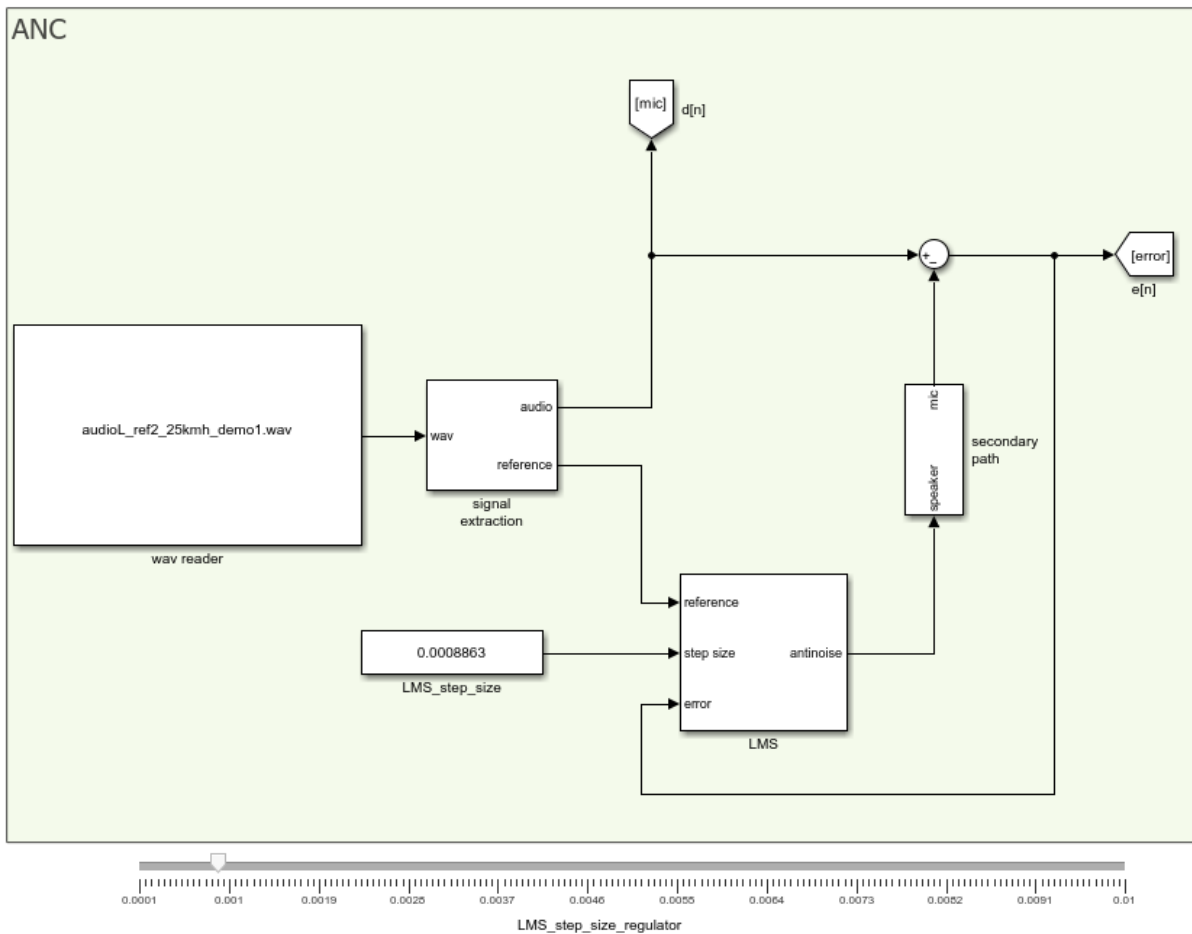 ANC
[mic]
d[n]
[error]
e[n]
audioL_ref2_25kmh_demo1.wav
wav reader
wav
audio
reference
signal
extraction
mic
speaker
secondary
path
0.0008863
LMS_step_size
reference
step size
error
antinoise
LMS
0.0001 0.001 0.0019 0.0028 0.0037 0.0046 0.0055 0.0064 0.0073 0.0082 0.0091 0.01
LMS_step_size_regulator